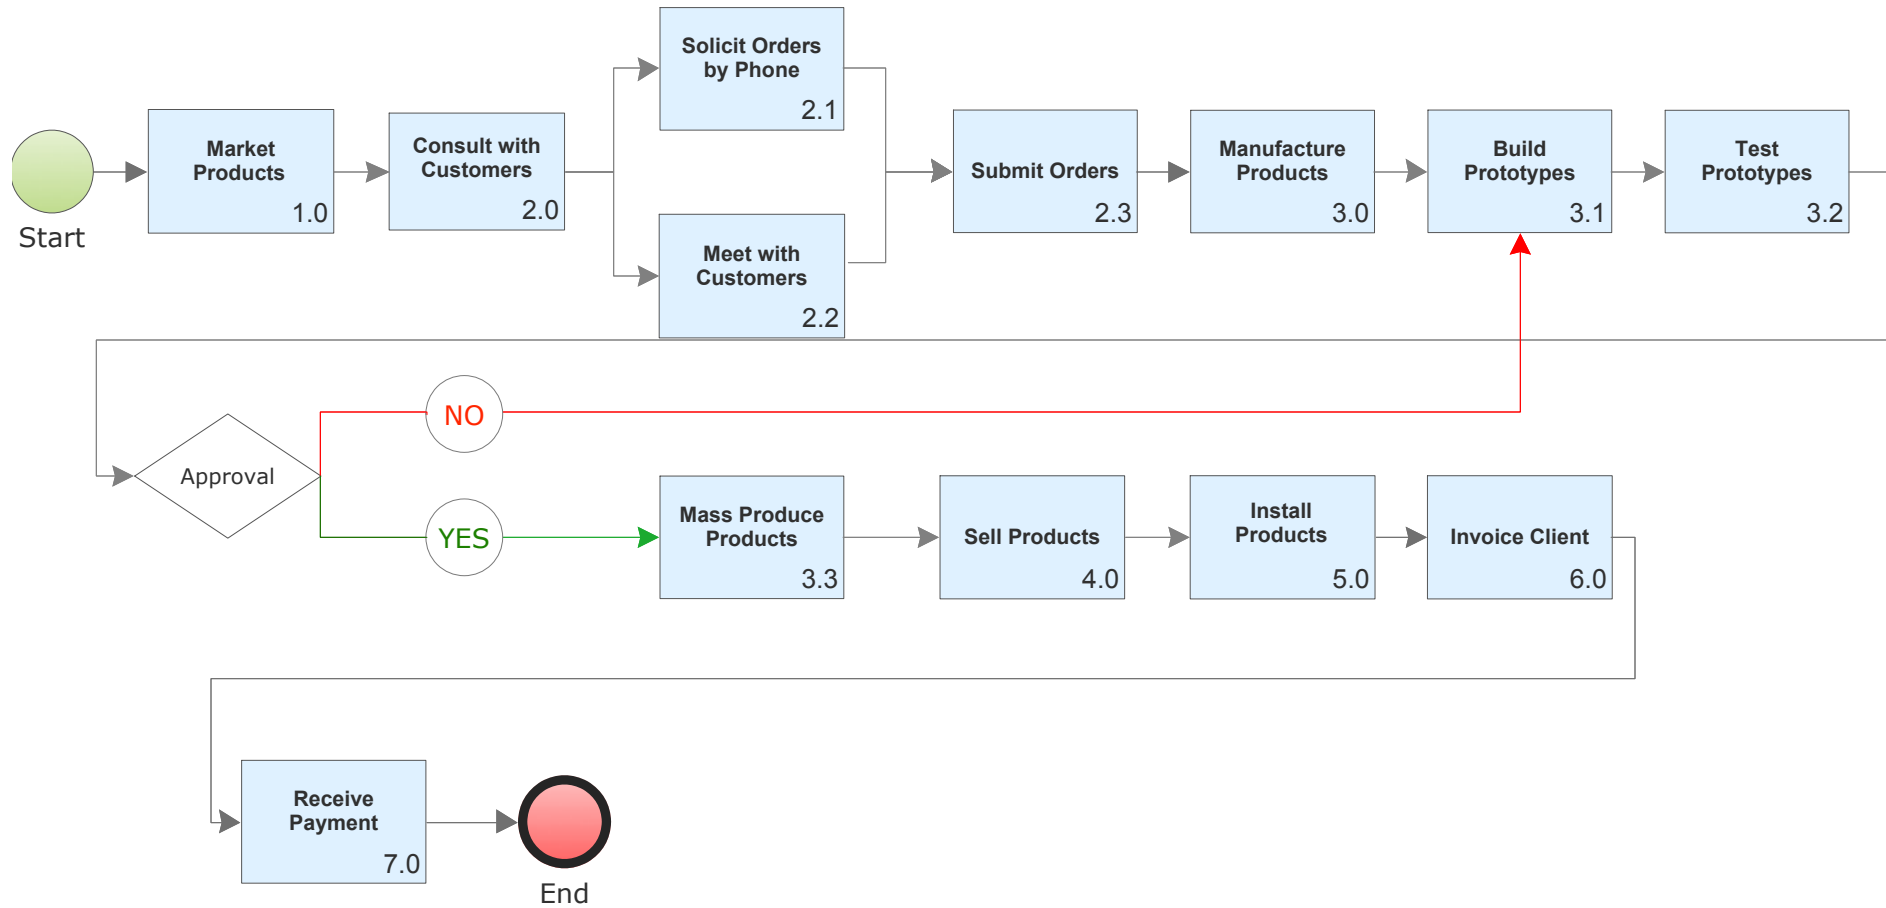 Start
Market
Products
1.0
Consult with
Customers
2.0
Solicit Orders
by Phone
2.1
Meet with
Customers
2.2
Submit Orders
2.3
Manufacture
Products
3.0
Build
Prototypes
3.1
Test
Prototypes
3.2
Approval
NO
YES
Mass Produce
Products
3.3
Sell Products
4.0
Install
Products
5.0
Invoice Client
6.0
Receive
Payment
7.0
End